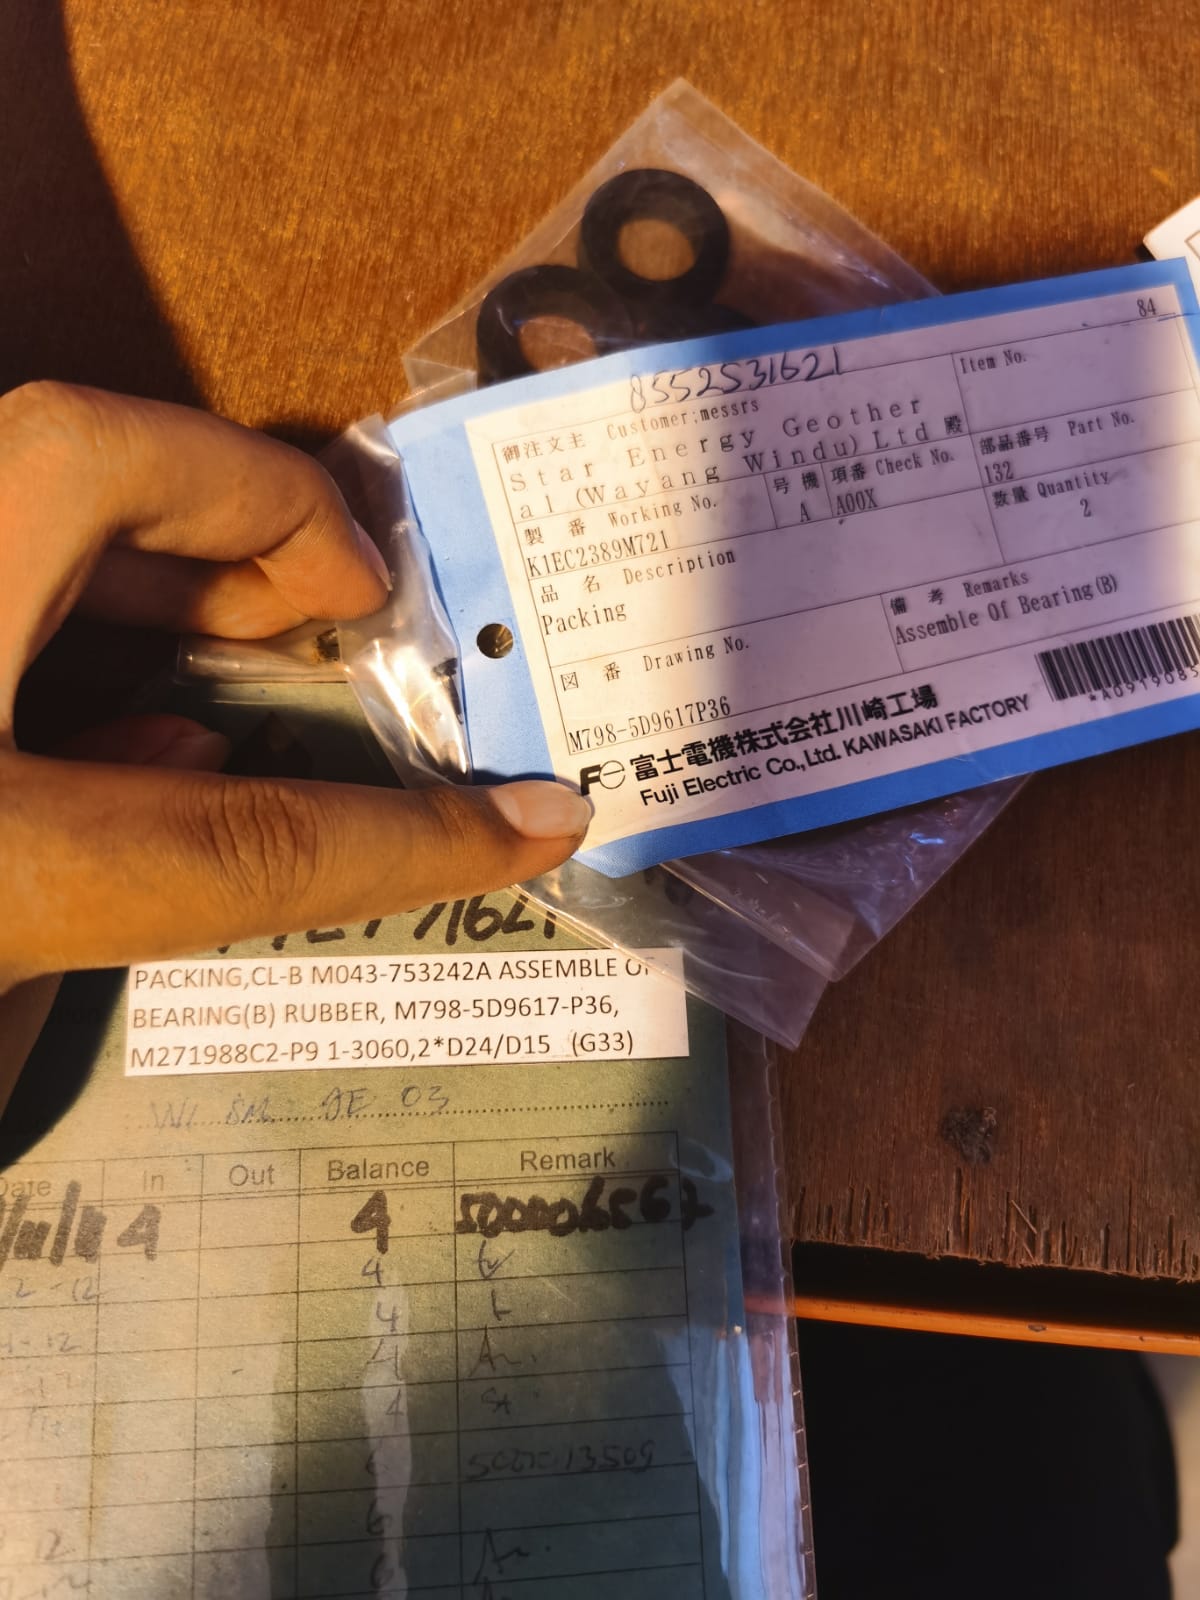 84
8552531621
御注文主 Customer;messrs
Star Energy Geother
al (Wayang Windu) Ltd 殿
Item No.
製 番 Working No.
K1EC2389M721
号機
A
項番 Check No.
A00X
部品番号 Part No.
132
品 名 Description
Packing
数量 Quantity
2
図 番 Drawing No.
M798-5D9617P36
備 考 Remarks
Assemble Of Bearing(B)
*A0919085
Fe 富士電機株式会社川崎工場
Fuji Electric Co., Ltd. KAWASAKI FACTORY
PACKING,CL-B M043-753242A ASSEMBLE OF
BEARING(B) RUBBER, M798-5D9617-P36,
M271988C2-P9 1-3060,2*D24/D15 (G33)
03
Date In Out Balance Remark
4 4
4
4
4
4
6
6
6